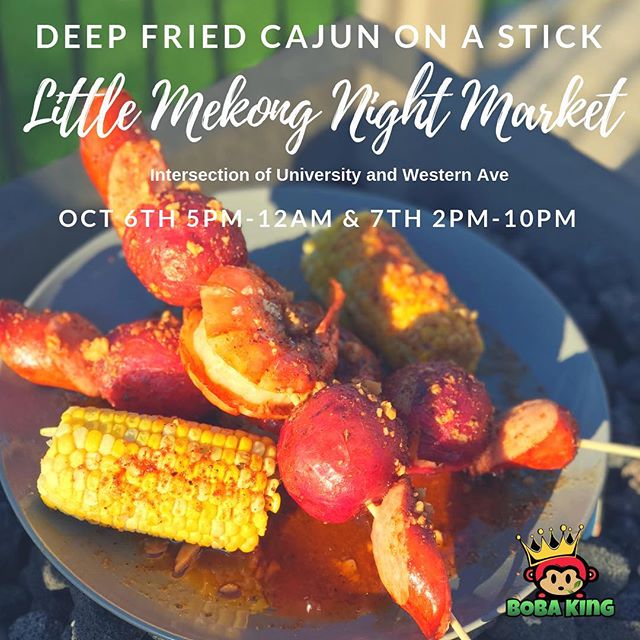 DEEP FRIED CAJUN ON A STICK
Little Mekong Night Market
Intersection of University and Western Ave
OCT 6TH 5PM-12AM & 7TH 2PM-10PM
BOBA KING